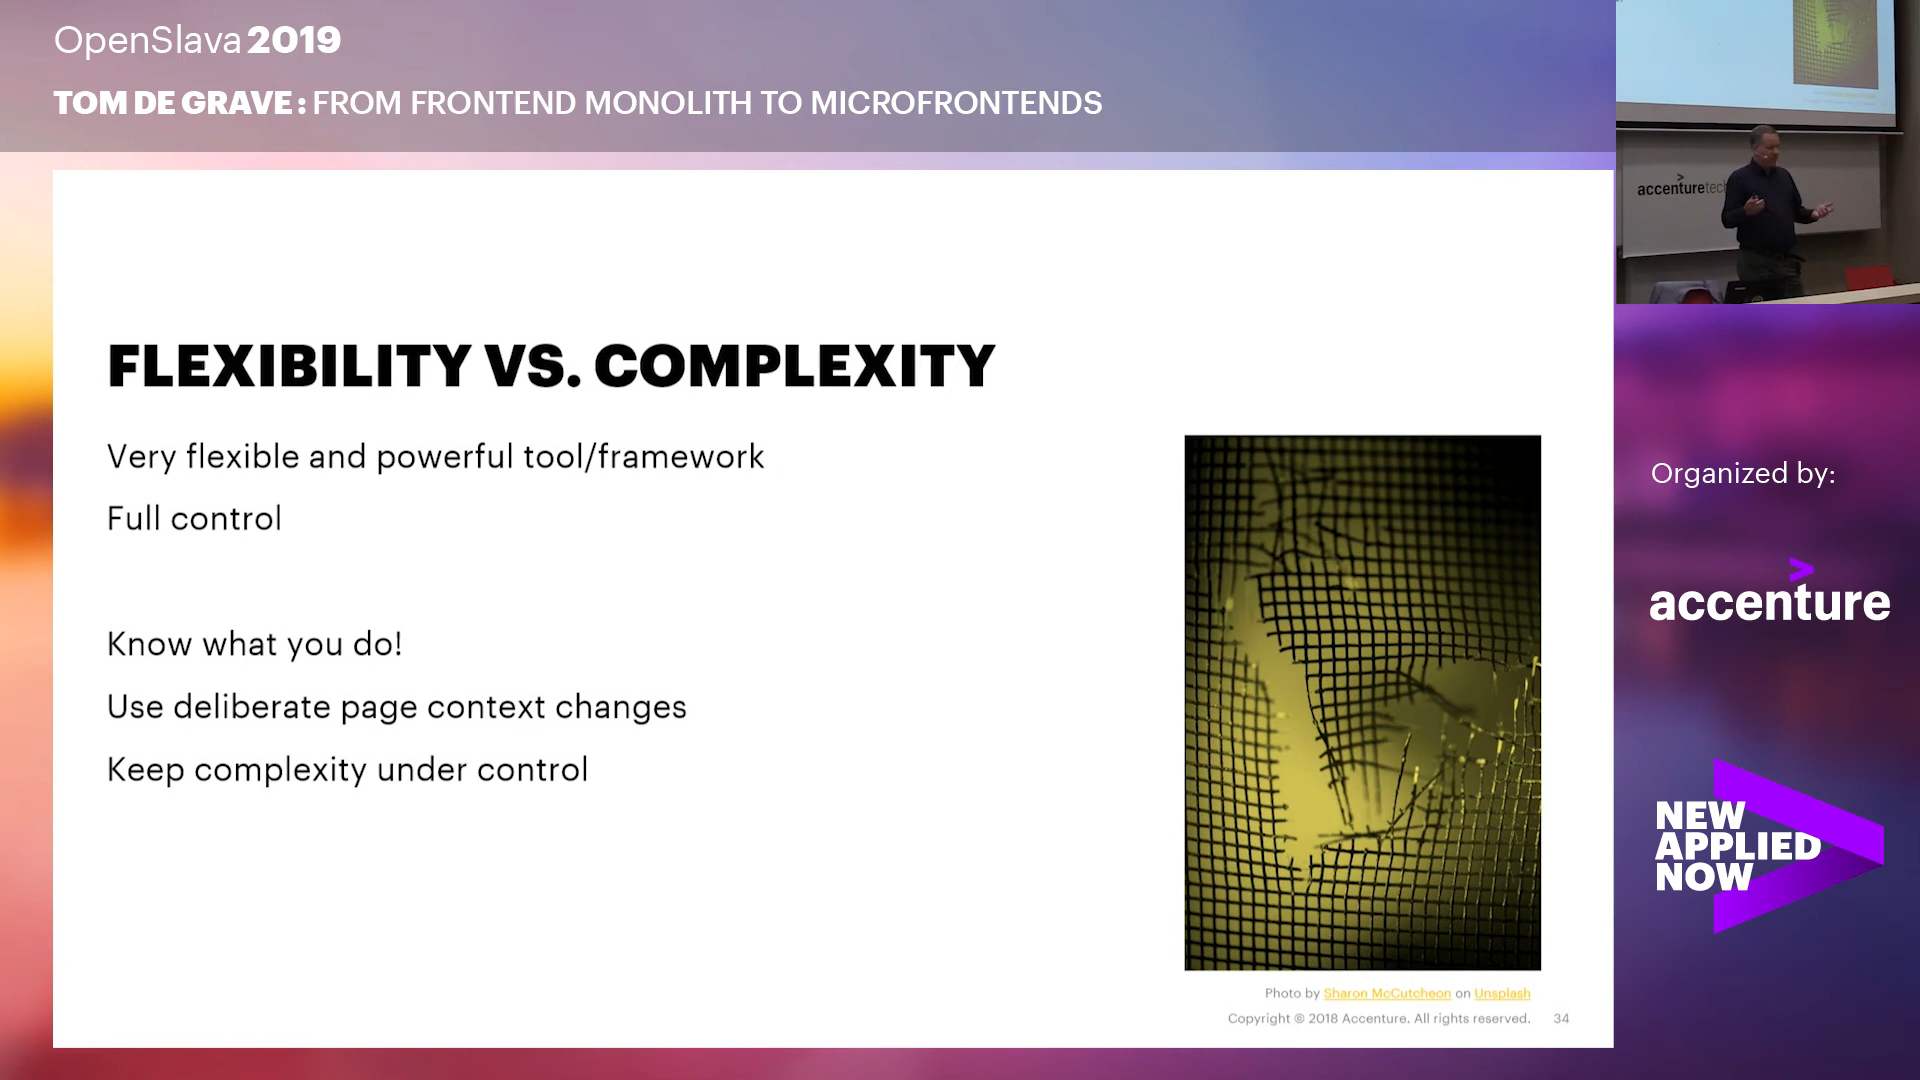 OpenSlava 2019
TOM DE GRAVE: FROM FRONTEND MONOLITH TO MICROFRONTENDS
accenturetech
FLEXIBILITY VS. COMPLEXITY
Very flexible and powerful tool/framework
Full control
Know what you do!
Use deliberate page context changes
Keep complexity under control
Photo by Sharon McCutcheon on Unsplash
Copyright © 2018 Accenture. All rights reserved. 34
Organized by:
accenture
NEW
APPLIED
NOW